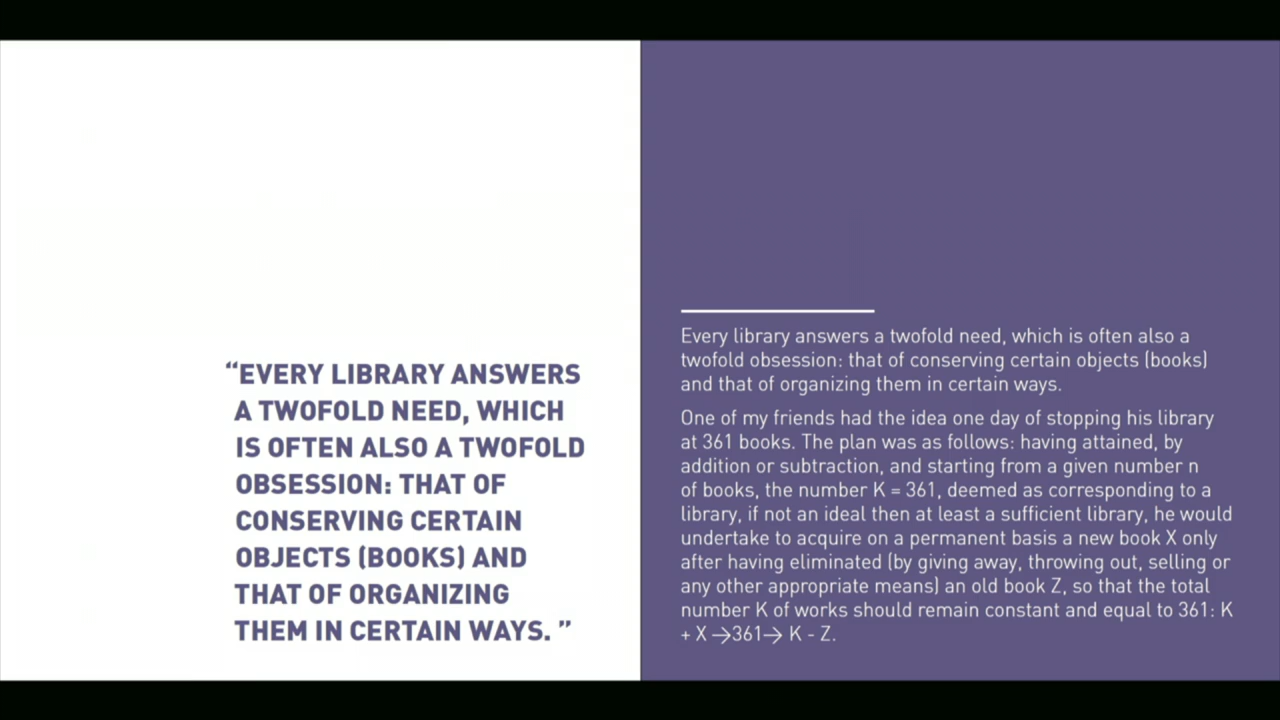 “EVERY LIBRARY ANSWERS
A TWOFOLD NEED, WHICH
IS OFTEN ALSO A TWOFOLD
OBSESSION: THAT OF
CONSERVING CERTAIN
OBJECTS (BOOKS) AND
THAT OF ORGANIZING
THEM IN CERTAIN WAYS. ”
Every library answers a twofold need, which is often also a
twofold obsession: that of conserving certain objects (books)
and that of organizing them in certain ways.
One of my friends had the idea one day of stopping his library
at 361 books. The plan was as follows: having attained, by
addition or subtraction, and starting from a given number n
of books, the number K = 361, deemed as corresponding to a
library, if not an ideal then at least a sufficient library, he would
undertake to acquire on a permanent basis a new book X only
after having eliminated (by giving away, throwing out, selling or
any other appropriate means) an old book Z, so that the total
number K of works should remain constant and equal to 361: K
+ X →361→ K - Z.